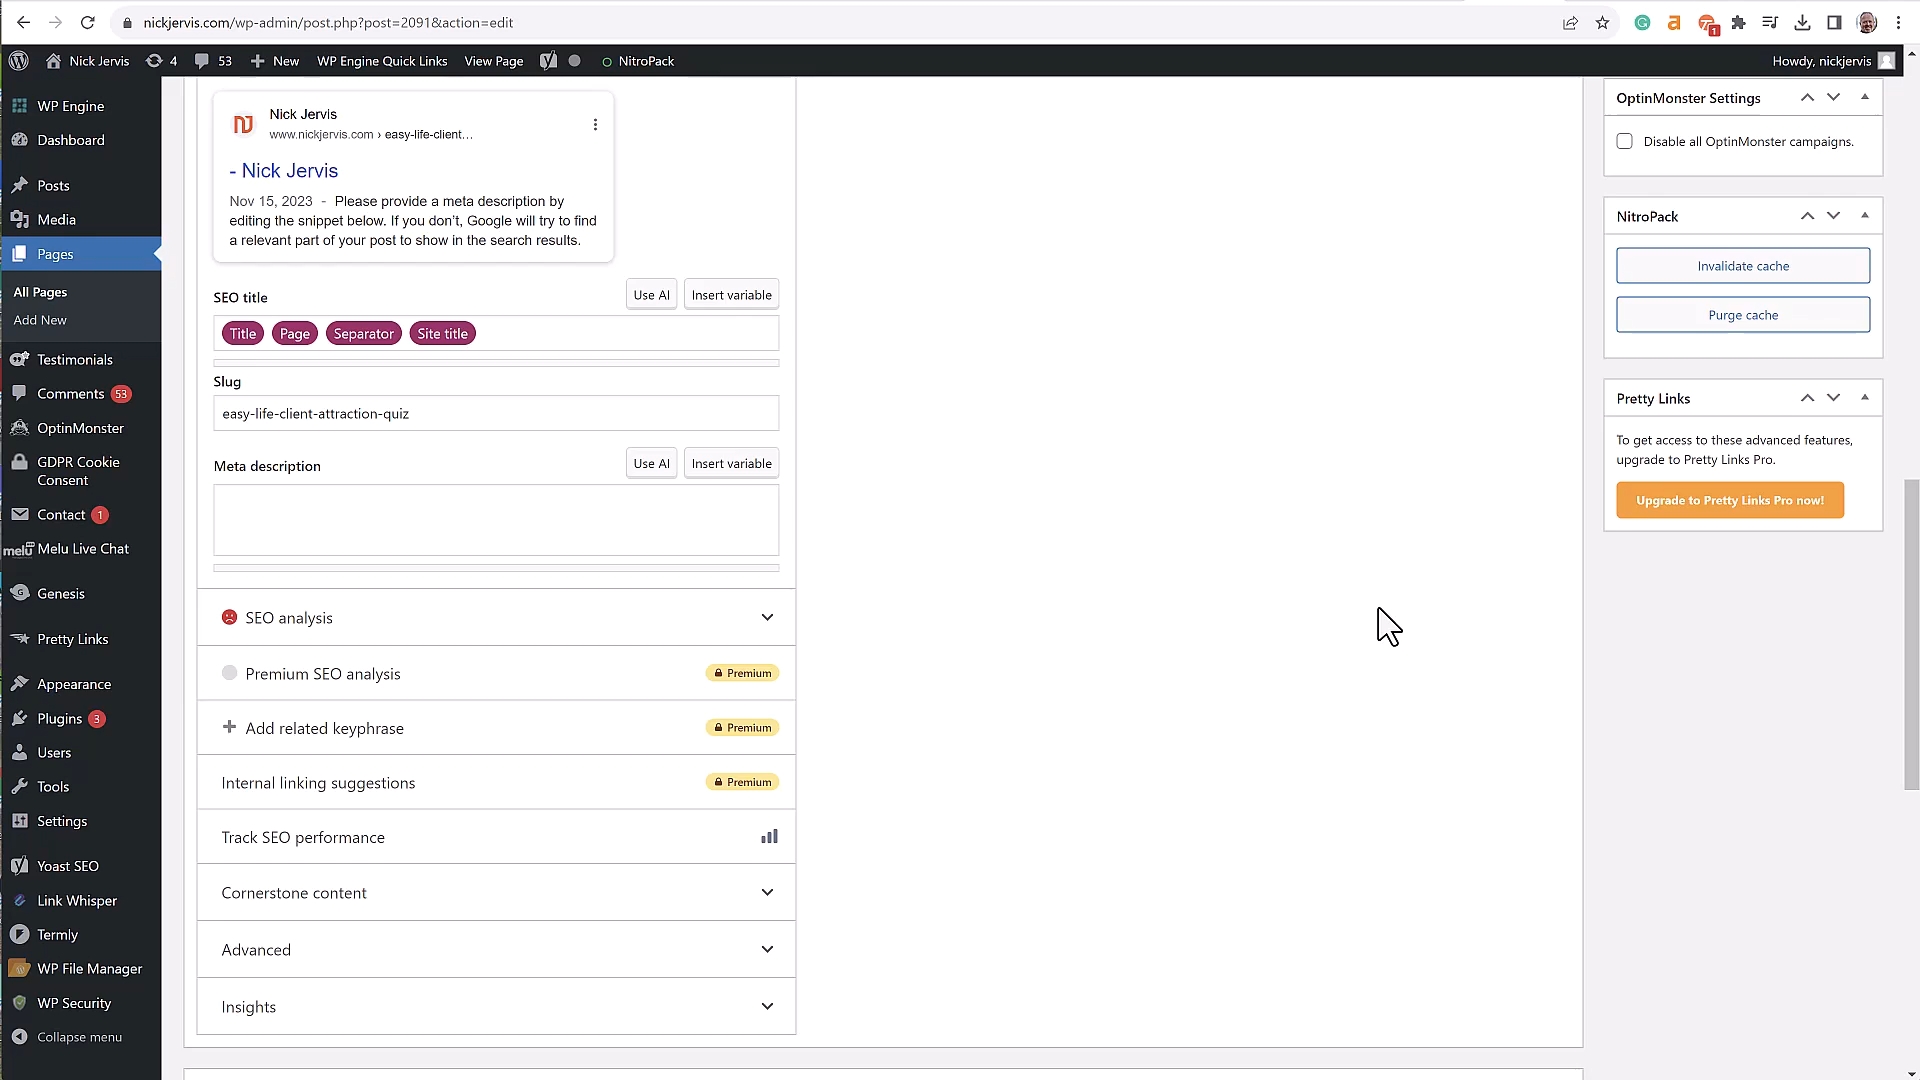 nickjervis.com/wp-admin/post.php?post=2091&action=edit
1
Nick Jervis
4
53
New
WP Engine Quick Links
View Page
NitroPack
Howdy, nickjervis
WP Engine
Dashboard
Posts
Media
Pages
All Pages
Add New
Testimonials
Comments 53
OptinMonster
GDPR Cookie
Consent
Contact 1
melu Melu Live Chat
Genesis
Pretty Links
Appearance
Plugins 3
Users
Tools
Settings
Yoast SEO
Link Whisper
Termly
WP File Manager
WP Security
Collapse menu
Nick Jervis
www.nickjervis.com › easy-life-client…
- Nick Jervis
Nov 15, 2023 - Please provide a meta description by
editing the snippet below. If you don't, Google will try to find
a relevant part of your post to show in the search results.
SEO title
Use AI
Insert variable
Title
Page
Separator
Site title
Slug
easy-life-client-attraction-quiz
Meta description
Use AI
Insert variable
SEO analysis
Premium SEO analysis
Premium
Add related keyphrase
Premium
Internal linking suggestions
Premium
Track SEO performance
Cornerstone content
Advanced
Insights
OptinMonster Settings
Disable all OptinMonster campaigns.
NitroPack
Invalidate cache
Purge cache
Pretty Links
To get access to these advanced features,
upgrade to Pretty Links Pro.
Upgrade to Pretty Links Pro now!